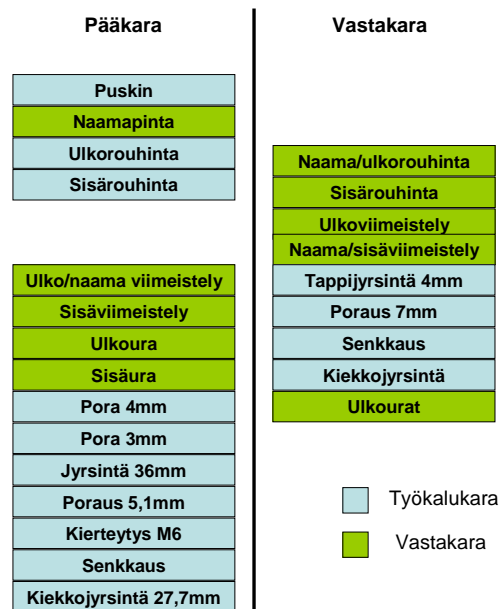 Pääkara
Puskin
Naamapinta
Ulkorouhinta
Sisärouhinta
Ulko/naama viimeistely
Sisäviimeistely
Ulkoura
Sisäura
Pora 4mm
Pora 3mm
Jyrsintä 36mm
Poraus 5,1mm
Kierteytys M6
Senkkaus
Kiekkojyrsintä 27,7mm
Vastakara
Naama/ulkorouhinta
Sisärouhinta
Ulkoviimeistely
Naama/sisäviimeistely
Tappijyrsintä 4mm
Poraus 7mm
Senkkaus
Kiekkojyrsintä
Ulkourat
Työkalukara
Vastakara